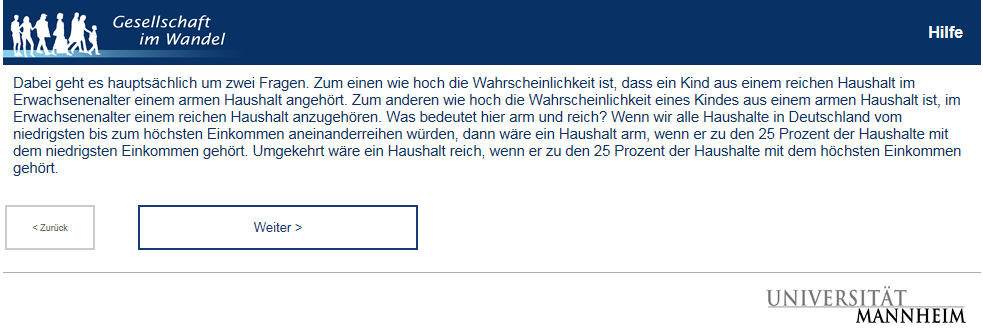 Gesellschaft
im Wandel
Hilfe
Dabei geht es hauptsächlich um zwei Fragen. Zum einen wie hoch die Wahrscheinlichkeit ist, dass ein Kind aus einem reichen Haushalt im
Erwachsenenalter einem armen Haushalt angehört. Zum anderen wie hoch die Wahrscheinlichkeit eines Kindes aus einem armen Haushalt ist, im
Erwachsenenalter einem reichen Haushalt anzugehören. Was bedeutet hier arm und reich? Wenn wir alle Haushalte in Deutschland vom
niedrigsten bis zum höchsten Einkommen aneinanderreihen würden, dann wäre ein Haushalt arm, wenn er zu den 25 Prozent der Haushalte mit
dem niedrigsten Einkommen gehört. Umgekehrt wäre ein Haushalt reich, wenn er zu den 25 Prozent der Haushalte mit dem höchsten Einkommen
gehört.
< Zurück
Weiter >
UNIVERSITÄT
MANNHEIM